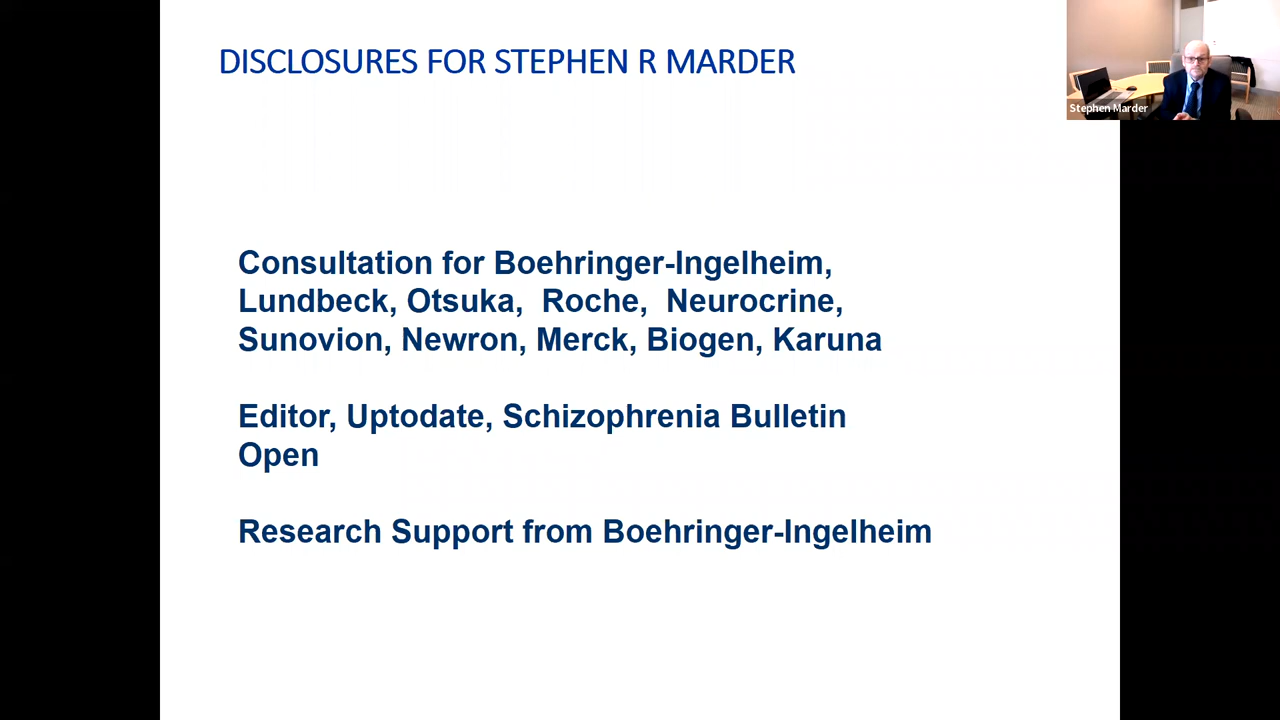 DISCLOSURES FOR STEPHEN R MARDER
Stephen Marder
Consultation for Boehringer-Ingelheim,
Lundbeck, Otsuka, Roche, Neurocrine,
Sunovion, Newron, Merck, Biogen, Karuna
Editor, Uptodate, Schizophrenia Bulletin
Open
Research Support from Boehringer-Ingelheim